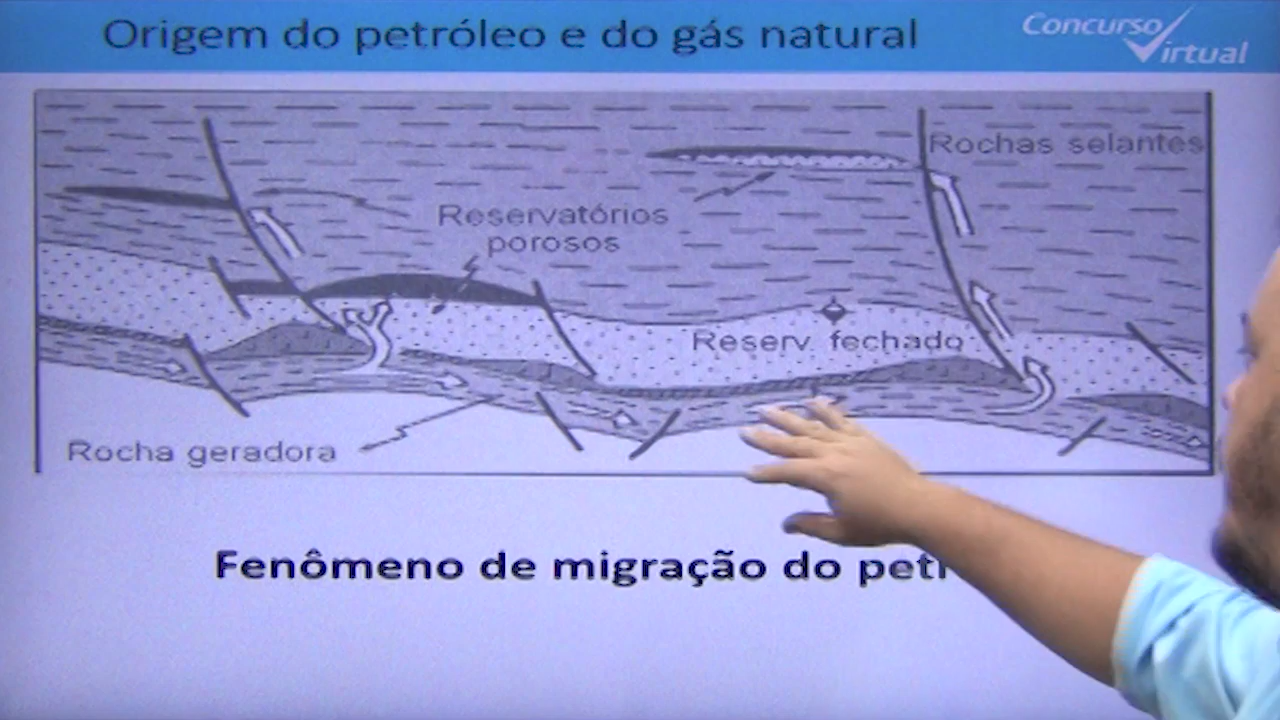 Origem do petróleo e do gás natural
Concurso
Virtual
Rochas selantes
Reservatórios
porosos
Reserv. fechado
Rocha geradora
Fenômeno de migração do